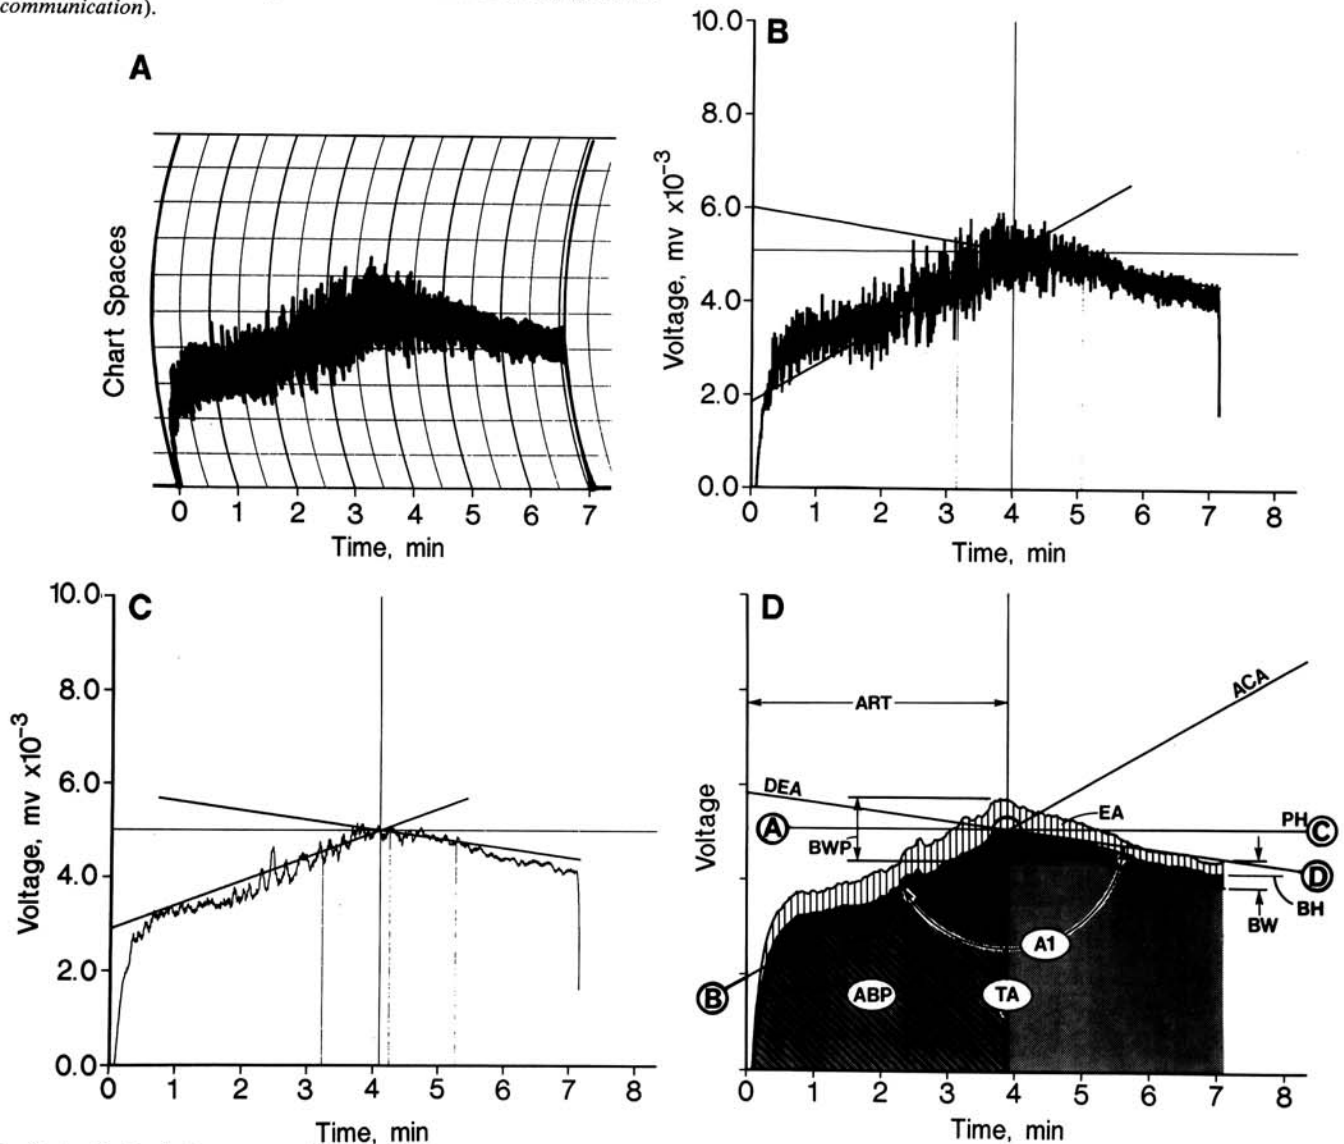 communication).
A
Chart Spaces
0 1 2 3 4 5 6 7
Time, min
B
Voltage, mv x10⁻³
10.0
8.0
6.0
4.0
2.0
0.0
0 1 2 3 4 5 6 7 8
Time, min
C
Voltage, mv x10⁻³
10.0
8.0
6.0
4.0
2.0
0.0
0 1 2 3 4 5 6 7 8
Time, min
D
Voltage
ART
ACA
DEA
EA
PH
A
C
BWP
D
BH
BW
A1
B
ABP
TA
0 1 2 3 4 5 6 7 8
Time, min